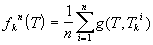 f_k^n(T) = \frac{1}{n} \sum_{i=1}^{n} g(T, T_k^i)